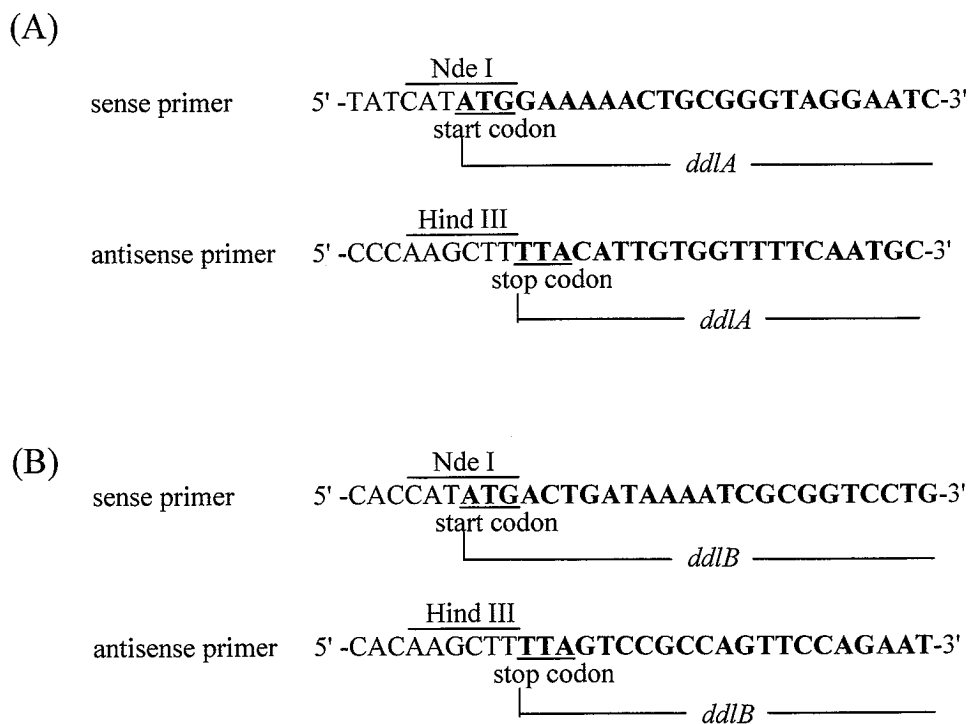 (A)
Nde I
sense primer 5' -TATCATATGGAAAAACTGCGGGTAGGAATC-3'
start codon
ddlA
Hind III
antisense primer 5' -CCCAAGCTTTTACATTGTGGTTTTCAATGC-3'
stop codon
ddlA
(B)
Nde I
sense primer 5' -CACCATATGACTGATAAAATCGCGGTCCTG-3'
start codon
ddlB
Hind III
antisense primer 5' -CACAAGCTTTTAGTCCGCCAGTTCCAGAAT-3'
stop codon
ddlB